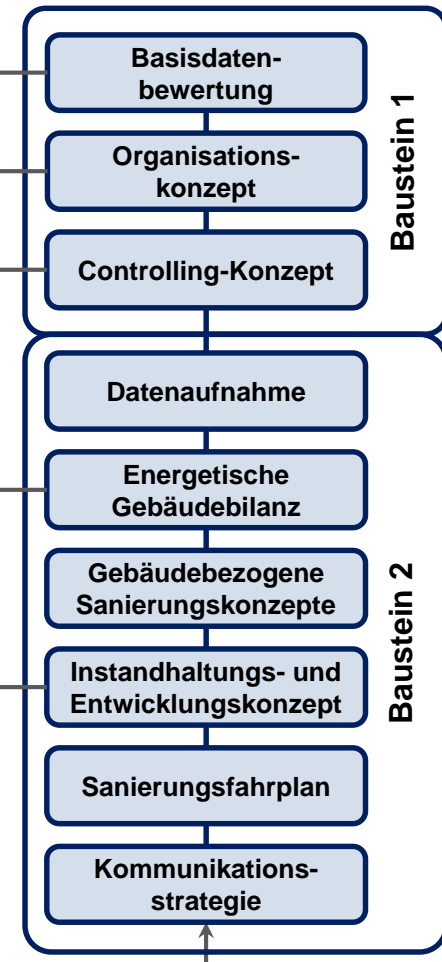 Basisdaten-
bewertung
Organisations-
konzept
Controlling-Konzept
Baustein 1
Datenaufnahme
Energetische
Gebäudebilanz
Gebäudebezogene
Sanierungskonzepte
Instandhaltungs- und
Entwicklungskonzept
Sanierungsfahrplan
Kommunikations-
strategie
Baustein 2